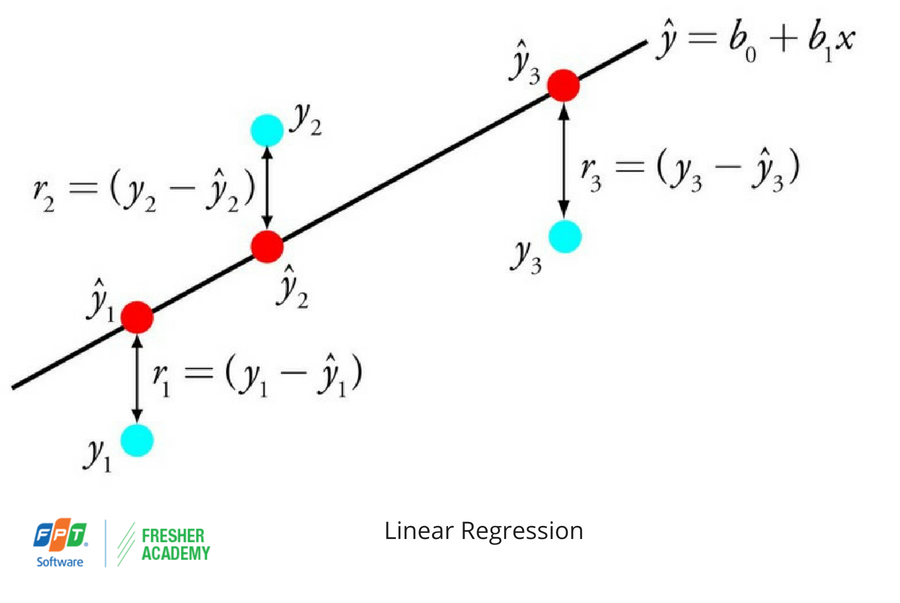 ŷ = b₀ + b₁x
ŷ₃
y₂
r₂ = (y₂ − ŷ₂)
r₃ = (y₃ − ŷ₃)
y₃
ŷ₂
ŷ₁
r₁ = (y₁ − ŷ₁)
y₁
FPT.
Software
FRESHER
ACADEMY
Linear Regression